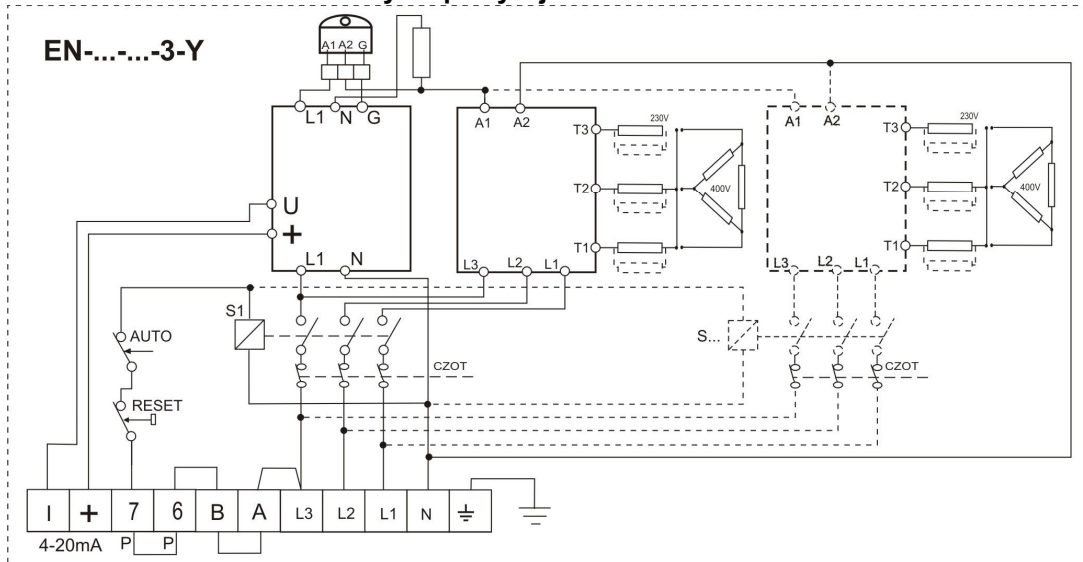 EN-...-...-3-Y
A1 A2 G
L1 N G
A1 A2
A1 A2
T3 230V
T3 230V
T2 400V
T2 400V
U
+
T1
T1
L1 N
L3 L2 L1
L3 L2 L1
S1
S...
AUTO
CZOT
CZOT
RESET
I + 7 6 B A L3 L2 L1 N
4-20mA P P